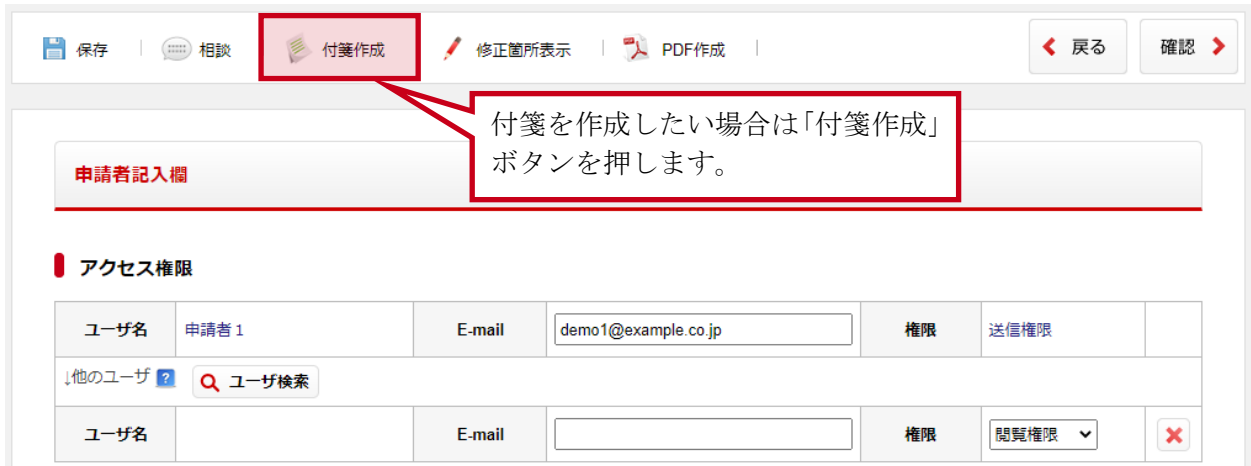 保存 相談 付箋作成 修正箇所表示 PDF作成 戻る 確認
付箋を作成したい場合は「付箋作成」
ボタンを押します。
申請者記入欄
アクセス権限
ユーザ名 申請者1 E-mail demo1@example.co.jp 権限 送信権限
↓他のユーザ ? ユーザ検索
ユーザ名 E-mail 権限 閲覧権限